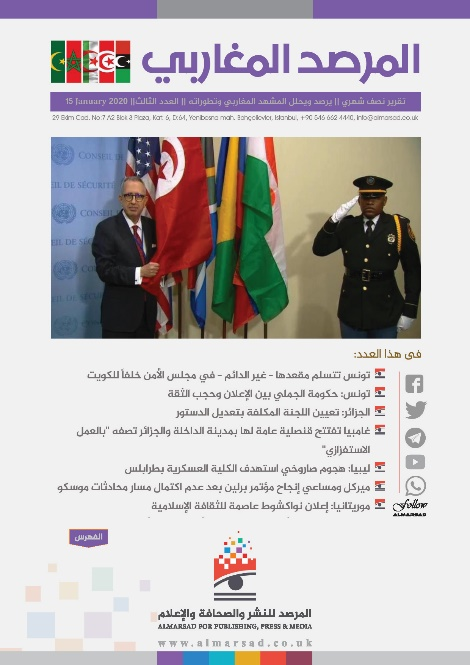 المرصد المغاربي
تقرير نصف شهري || يرصد ويحلل المشهد المغاربي وتطوراته || العدد الثالث|| 15 January 2020
29 Ekim Cad. No:7 A2 Blok 3 Plaza, Kat: 6, D:64, Yenibosna mah. Bahçelievler, Istanbul, +90 546 662 4440, info@almarsad.co.uk
CONSEIL D
DE SÉCURITÉ
CONSEIL
في هذا العدد:
تونس تتسلم مقعدها - غير الدائم - في مجلس الأمن خلفاً للكويت
تونس: حكومة الجملي بين الإعلان وحجب الثقة
الجزائر: تعيين اللجنة المكلفة بتعديل الدستور
غامبيا تفتتح قنصلية عامة لها بمدينة الداخلة والجزائر تصفه "بالعمل
الاستفزازي"
ليبيا: هجوم صاروخي استهدف الكلية العسكرية بطرابلس
ميركل ومساعي إنجاح مؤتمر برلين بعد عدم اكتمال مسار محادثات موسكو
موريتانيا: إعلان نواكشوط عاصمة للثقافة الإسلامية
Follow
ALMARSAD
الفهرس
المرصد للنشر والصحافة والإعلام
ALMARSAD FOR PUBLISHING, PRESS & MEDIA
www.almarsad.co.uk